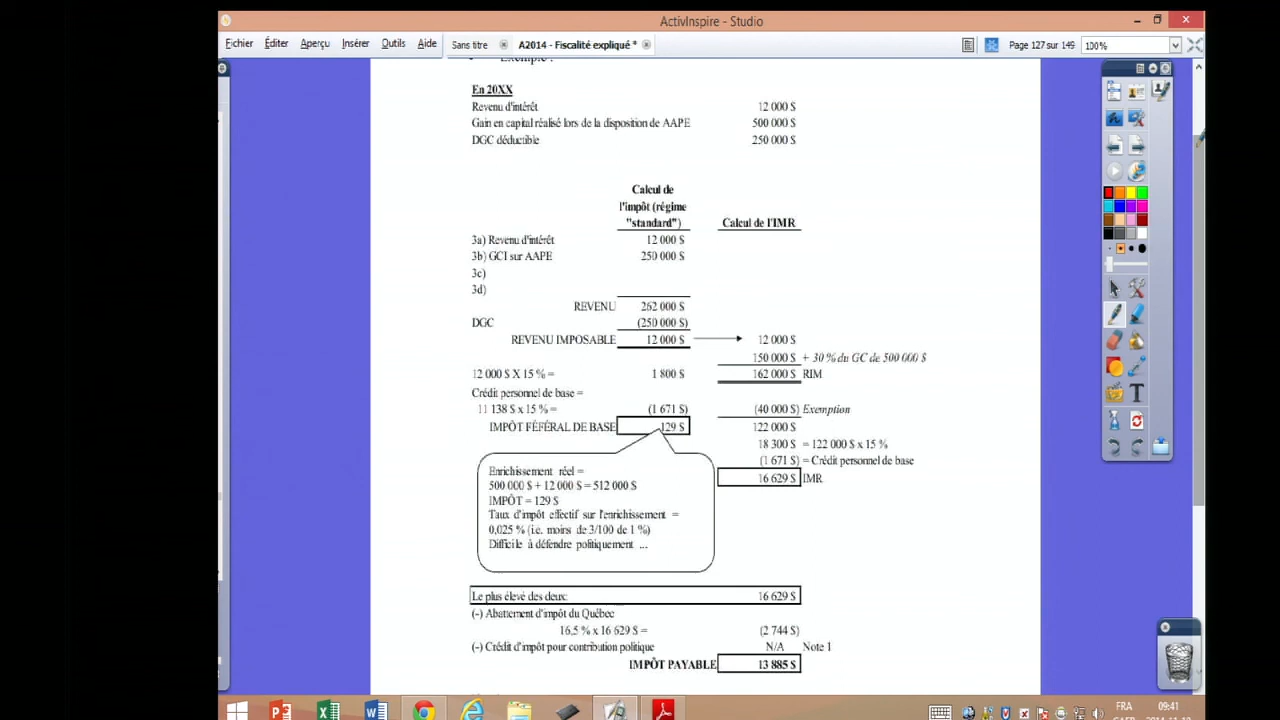 ActivInspire - Studio
Fichier Éditer Aperçu Insérer Outils Aide Sans titre A2014 - Fiscalité expliqué * Page 127 sur 149 100%
Exemple :
En 20XX
Revenu d'intérêt 12 000 $
Gain en capital réalisé lors de la disposition de AAPE 500 000 $
DGC déductible 250 000 $
Calcul de
l'impôt (régime
"standard") Calcul de l'IMR
3a) Revenu d'intérêt 12 000 $
3b) GCI sur AAPE 250 000 $
3c)
3d)
REVENU 262 000 $
DGC (250 000 $)
REVENU IMPOSABLE 12 000 $ 12 000 $
150 000 $ + 30 % du GC de 500 000 $
12 000 $ X 15 % = 1 800 $ 162 000 $ RIM
Crédit personnel de base =
11 138 $ x 15 % = (1 671 $) (40 000 $) Exemption
IMPÔT FÉFÉRAL DE BASE 129 $ 122 000 $
18 300 $ = 122 000 $ x 15 %
(1 671 $) = Crédit personnel de base
16 629 $ IMR
Enrichissement réel =
500 000 $ + 12 000 $ = 512 000 $
IMPÔT = 129 $
Taux d'impôt effectif sur l'enrichissement =
0,025 % (i.e. moins de 3/100 de 1 %)
Difficile à défendre politiquement ...
Le plus élevé des deux: 16 629 $
(-) Abattement d'impôt du Québec
16,5 % x 16 629 $ = (2 744 $)
(-) Crédit d'impôt pour contribution politique N/A Note 1
IMPÔT PAYABLE 13 885 $
FRA 09:41